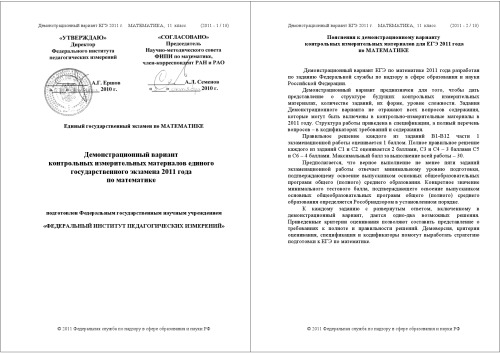 Демонстрационный вариант ЕГЭ 2011 г. МАТЕМАТИКА, 11 класс (2011 - 1 / 18)
«УТВЕРЖДАЮ»
Директор
Федерального института
педагогических измерений
А.Г. Ершов
2010 г.
«СОГЛАСОВАНО»
Председатель
Научно-методического совета
ФИПИ по математике,
член-корреспондент РАН и РАО
А.Л. Семенов
2010 г.
Единый государственный экзамен по МАТЕМАТИКЕ
Демонстрационный вариант
контрольных измерительных материалов единого
государственного экзамена 2011 года
по математике
подготовлен Федеральным государственным научным учреждением
«ФЕДЕРАЛЬНЫЙ ИНСТИТУТ ПЕДАГОГИЧЕСКИХ ИЗМЕРЕНИЙ»
© 2011 Федеральная служба по надзору в сфере образования и науки РФ
Демонстрационный вариант ЕГЭ 2011 г. МАТЕМАТИКА, 11 класс (2011 - 2 / 18)
Пояснения к демонстрационному варианту
контрольных измерительных материалов для ЕГЭ 2011 года
по МАТЕМАТИКЕ
Демонстрационный вариант ЕГЭ по математике 2011 года разработан
по заданию Федеральной службы по надзору в сфере образования и науки
Российской Федерации.
Демонстрационный вариант предназначен для того, чтобы дать
представление о структуре будущих контрольных измерительных
материалов, количестве заданий, их форме, уровне сложности. Задания
Демонстрационного варианта не отражают всех вопросов содержания,
которые могут быть включены в контрольно-измерительные материалы в
2011 году. Структура работы приведена в спецификации, а полный перечень
вопросов – в кодификаторах требований и содержания.
Правильное решение каждого из заданий В1-В12 части 1
экзаменационной работы оценивается 1 баллом. Полное правильное решение
каждого из заданий С1 и С2 оценивается 2 баллами, С3 и С4 – 3 баллами С5
и С6 – 4 баллами. Максимальный балл за выполнение всей работы – 30.
Предполагается, что верное выполнение не менее пяти заданий
экзаменационной работы отвечает минимальному уровню подготовки,
подтверждающему освоение выпускником основных общеобразовательных
программ общего (полного) среднего образования. Конкретное значение
минимального тестового балла, подтверждающего освоение выпускником
основных общеобразовательных программ общего (полного) среднего
образования определяется Рособрнадзором в установленном порядке.
К каждому заданию с развернутым ответом, включенному в
демонстрационный вариант, дается одно-два возможных решения.
Приведенные критерии оценивания позволяют составить представление о
требованиях к полноте и правильности решений. Демоверсия, критерии
оценивания, спецификация и кодификаторы помогут выработать стратегию
подготовки к ЕГЭ по математике.
© 2011 Федеральная служба по надзору в сфере образования и науки РФ